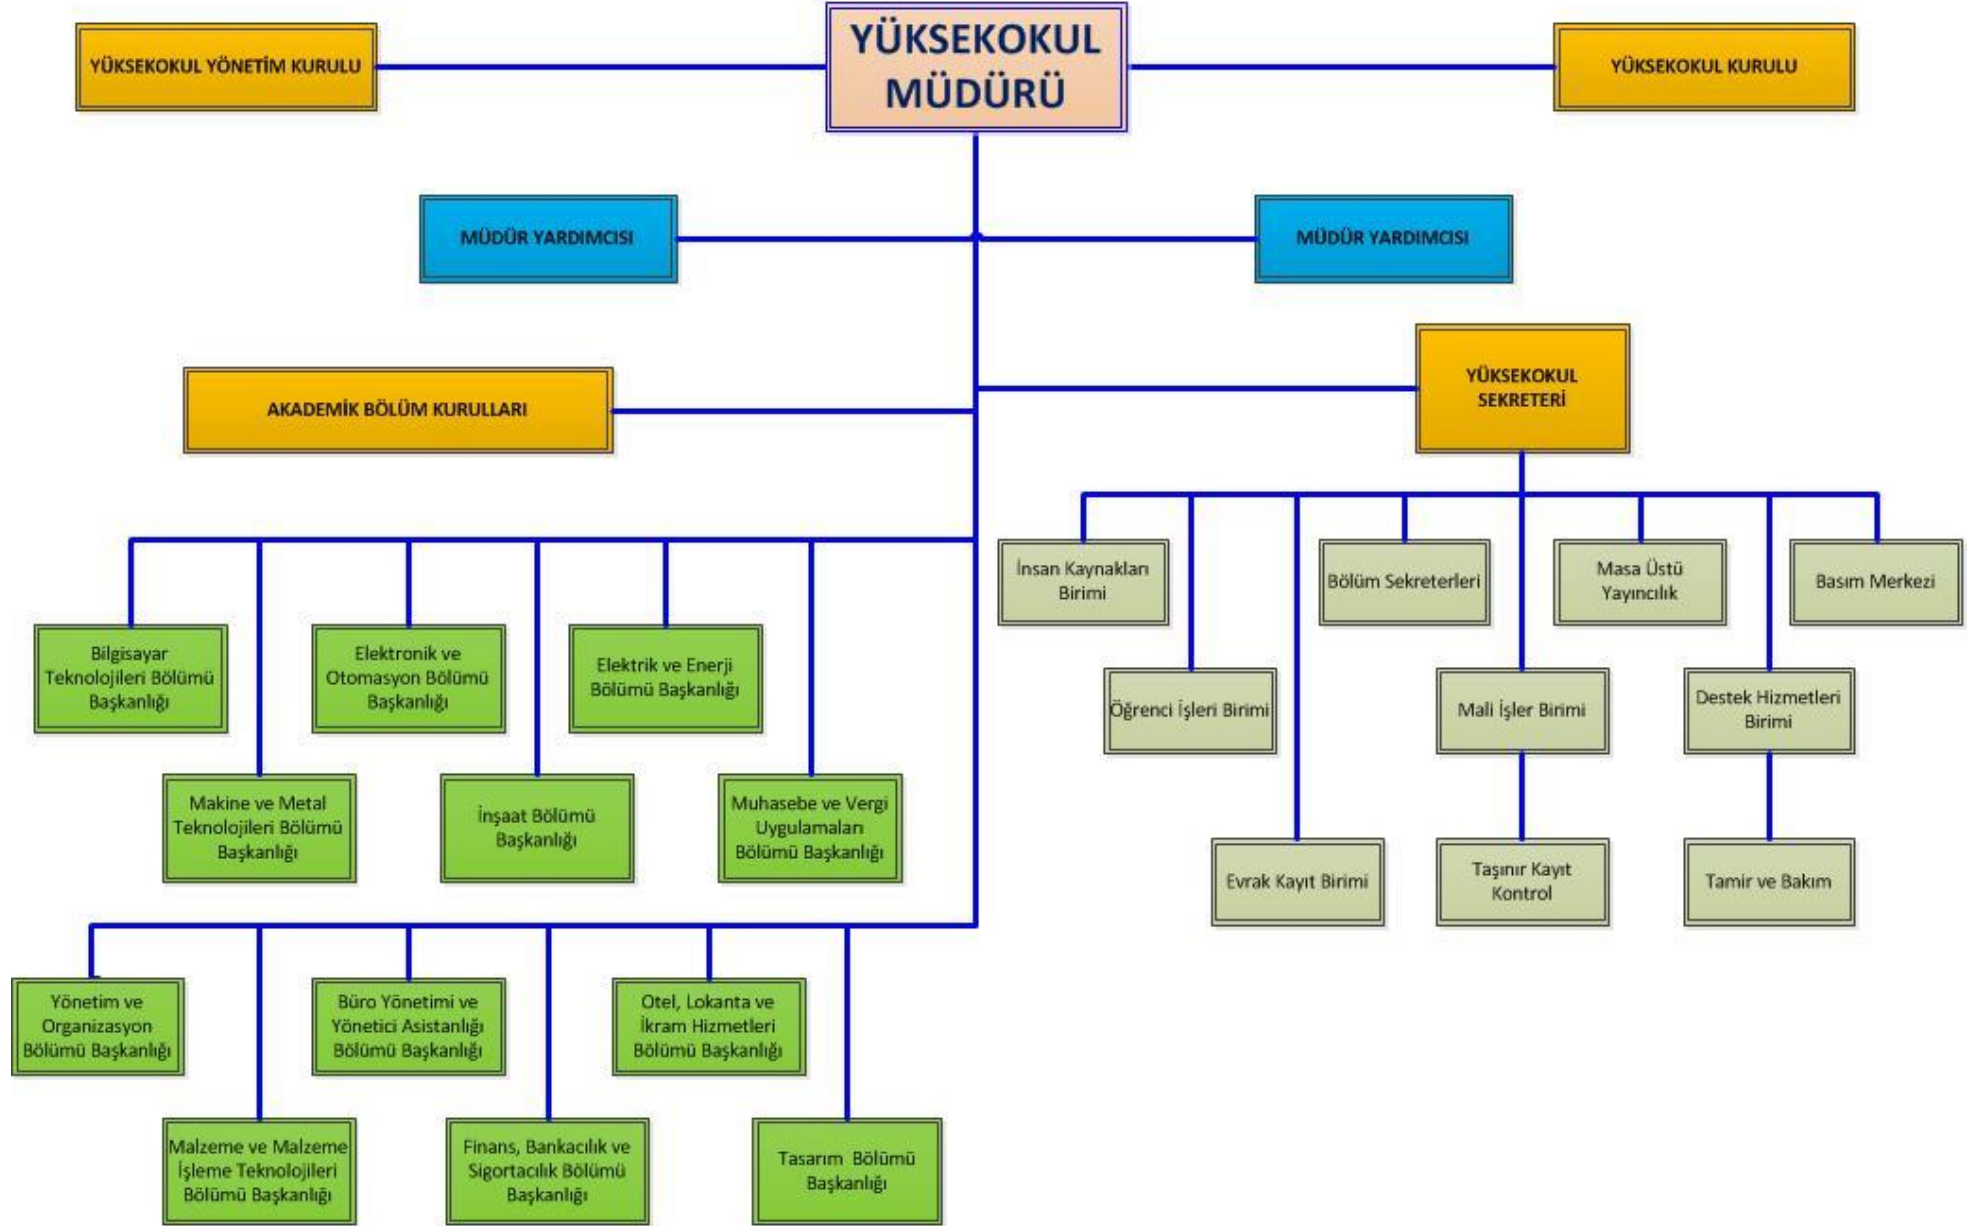 YÜKSEKOKUL YÖNETİM KURULU
YÜKSEKOKUL
MÜDÜRÜ
YÜKSEKOKUL KURULU
MÜDÜR YARDIMCISI
MÜDÜR YARDIMCISI
AKADEMİK BÖLÜM KURULLARI
YÜKSEKOKUL
SEKRETERİ
İnsan Kaynakları
Birimi
Bölüm Sekreterleri
Masa Üstü
Yayıncılık
Basım Merkezi
Öğrenci İşleri Birimi
Mali İşler Birimi
Destek Hizmetleri
Birimi
Evrak Kayıt Birimi
Taşınır Kayıt
Kontrol
Tamir ve Bakım
Bilgisayar
Teknolojileri Bölümü
Başkanlığı
Elektronik ve
Otomasyon Bölümü
Başkanlığı
Elektrik ve Enerji
Bölümü Başkanlığı
Makine ve Metal
Teknolojileri Bölümü
Başkanlığı
İnşaat Bölümü
Başkanlığı
Muhasebe ve Vergi
Uygulamaları
Bölümü Başkanlığı
Yönetim ve
Organizasyon
Bölümü Başkanlığı
Büro Yönetimi ve
Yönetici Asistanlığı
Bölümü Başkanlığı
Otel, Lokanta ve
İkram Hizmetleri
Bölümü Başkanlığı
Malzeme ve Malzeme
İşleme Teknolojileri
Bölümü Başkanlığı
Finans, Bankacılık ve
Sigortacılık Bölümü
Başkanlığı
Tasarım Bölümü
Başkanlığı